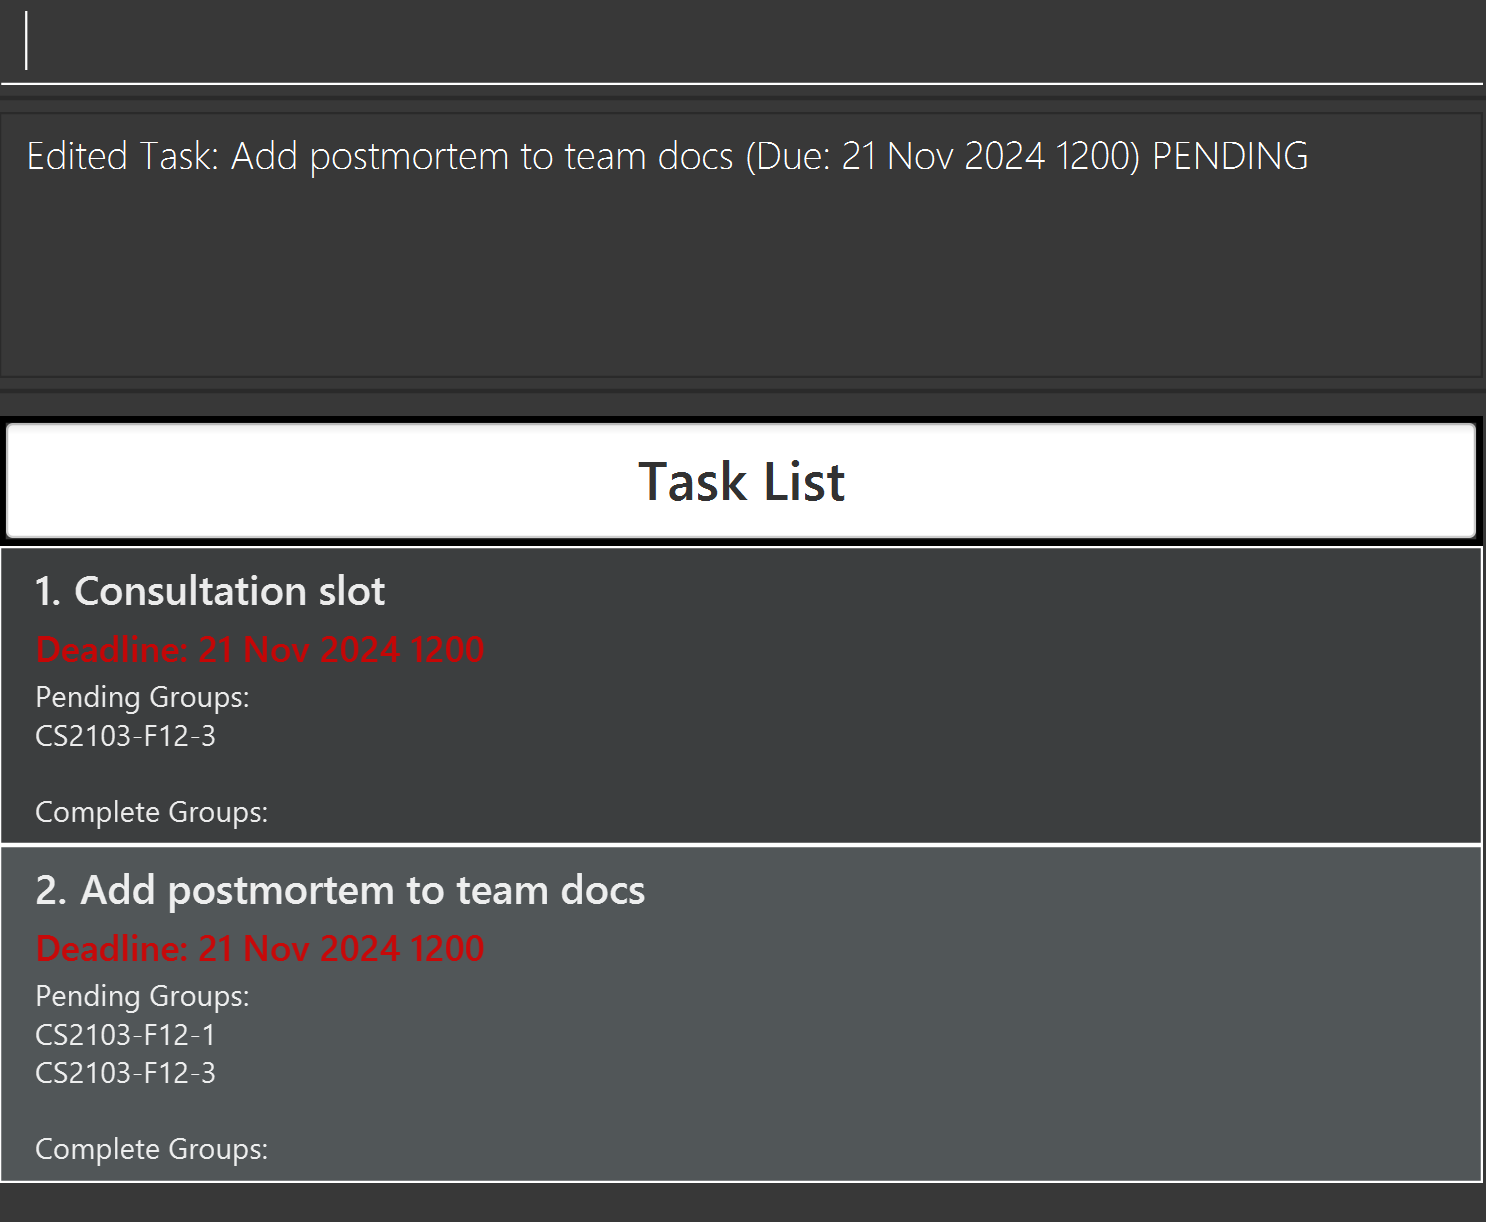 Edited Task: Add postmortem to team docs (Due: 21 Nov 2024 1200) PENDING
Task List
1. Consultation slot
Deadline: 21 Nov 2024 1200
Pending Groups:
CS2103-F12-3
Complete Groups:
2. Add postmortem to team docs
Deadline: 21 Nov 2024 1200
Pending Groups:
CS2103-F12-1
CS2103-F12-3
Complete Groups: